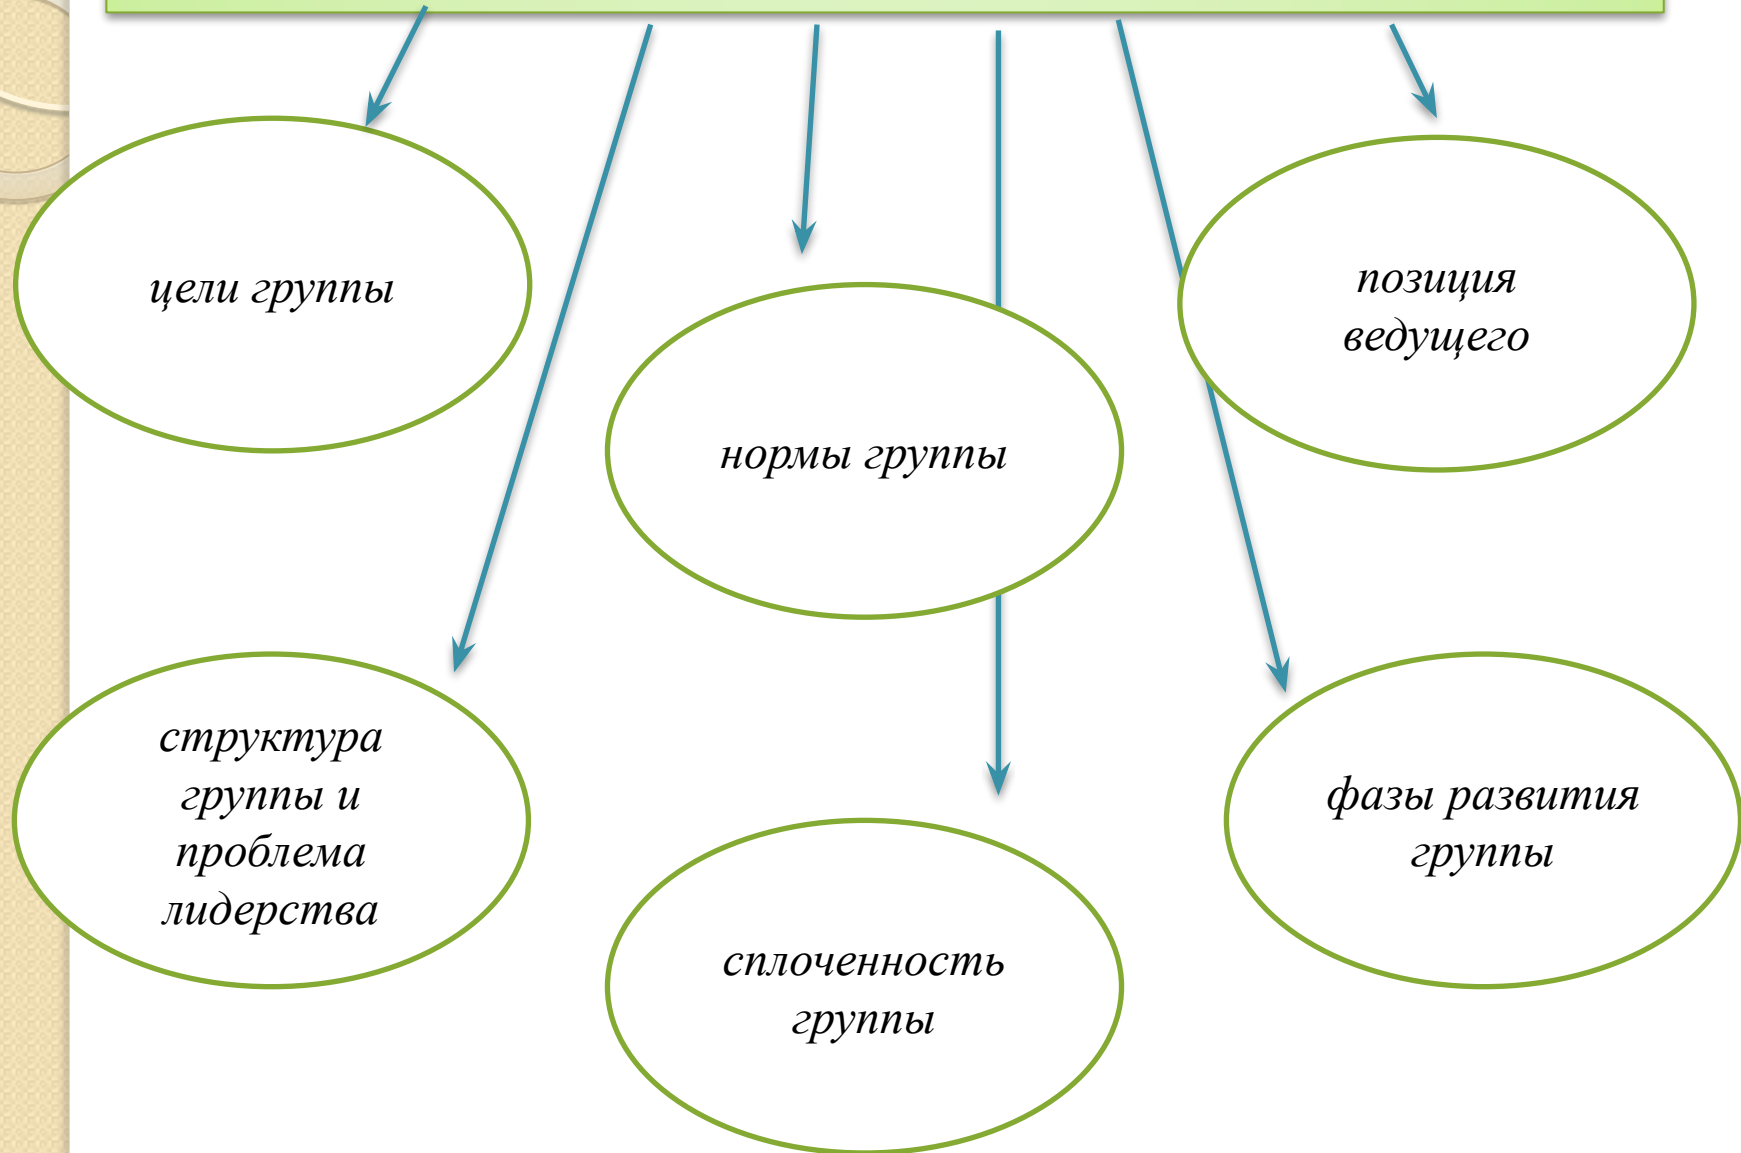 цели группы
позиция
ведущего
нормы группы
структура
группы и
проблема
лидерства
фазы развития
группы
сплоченность
группы